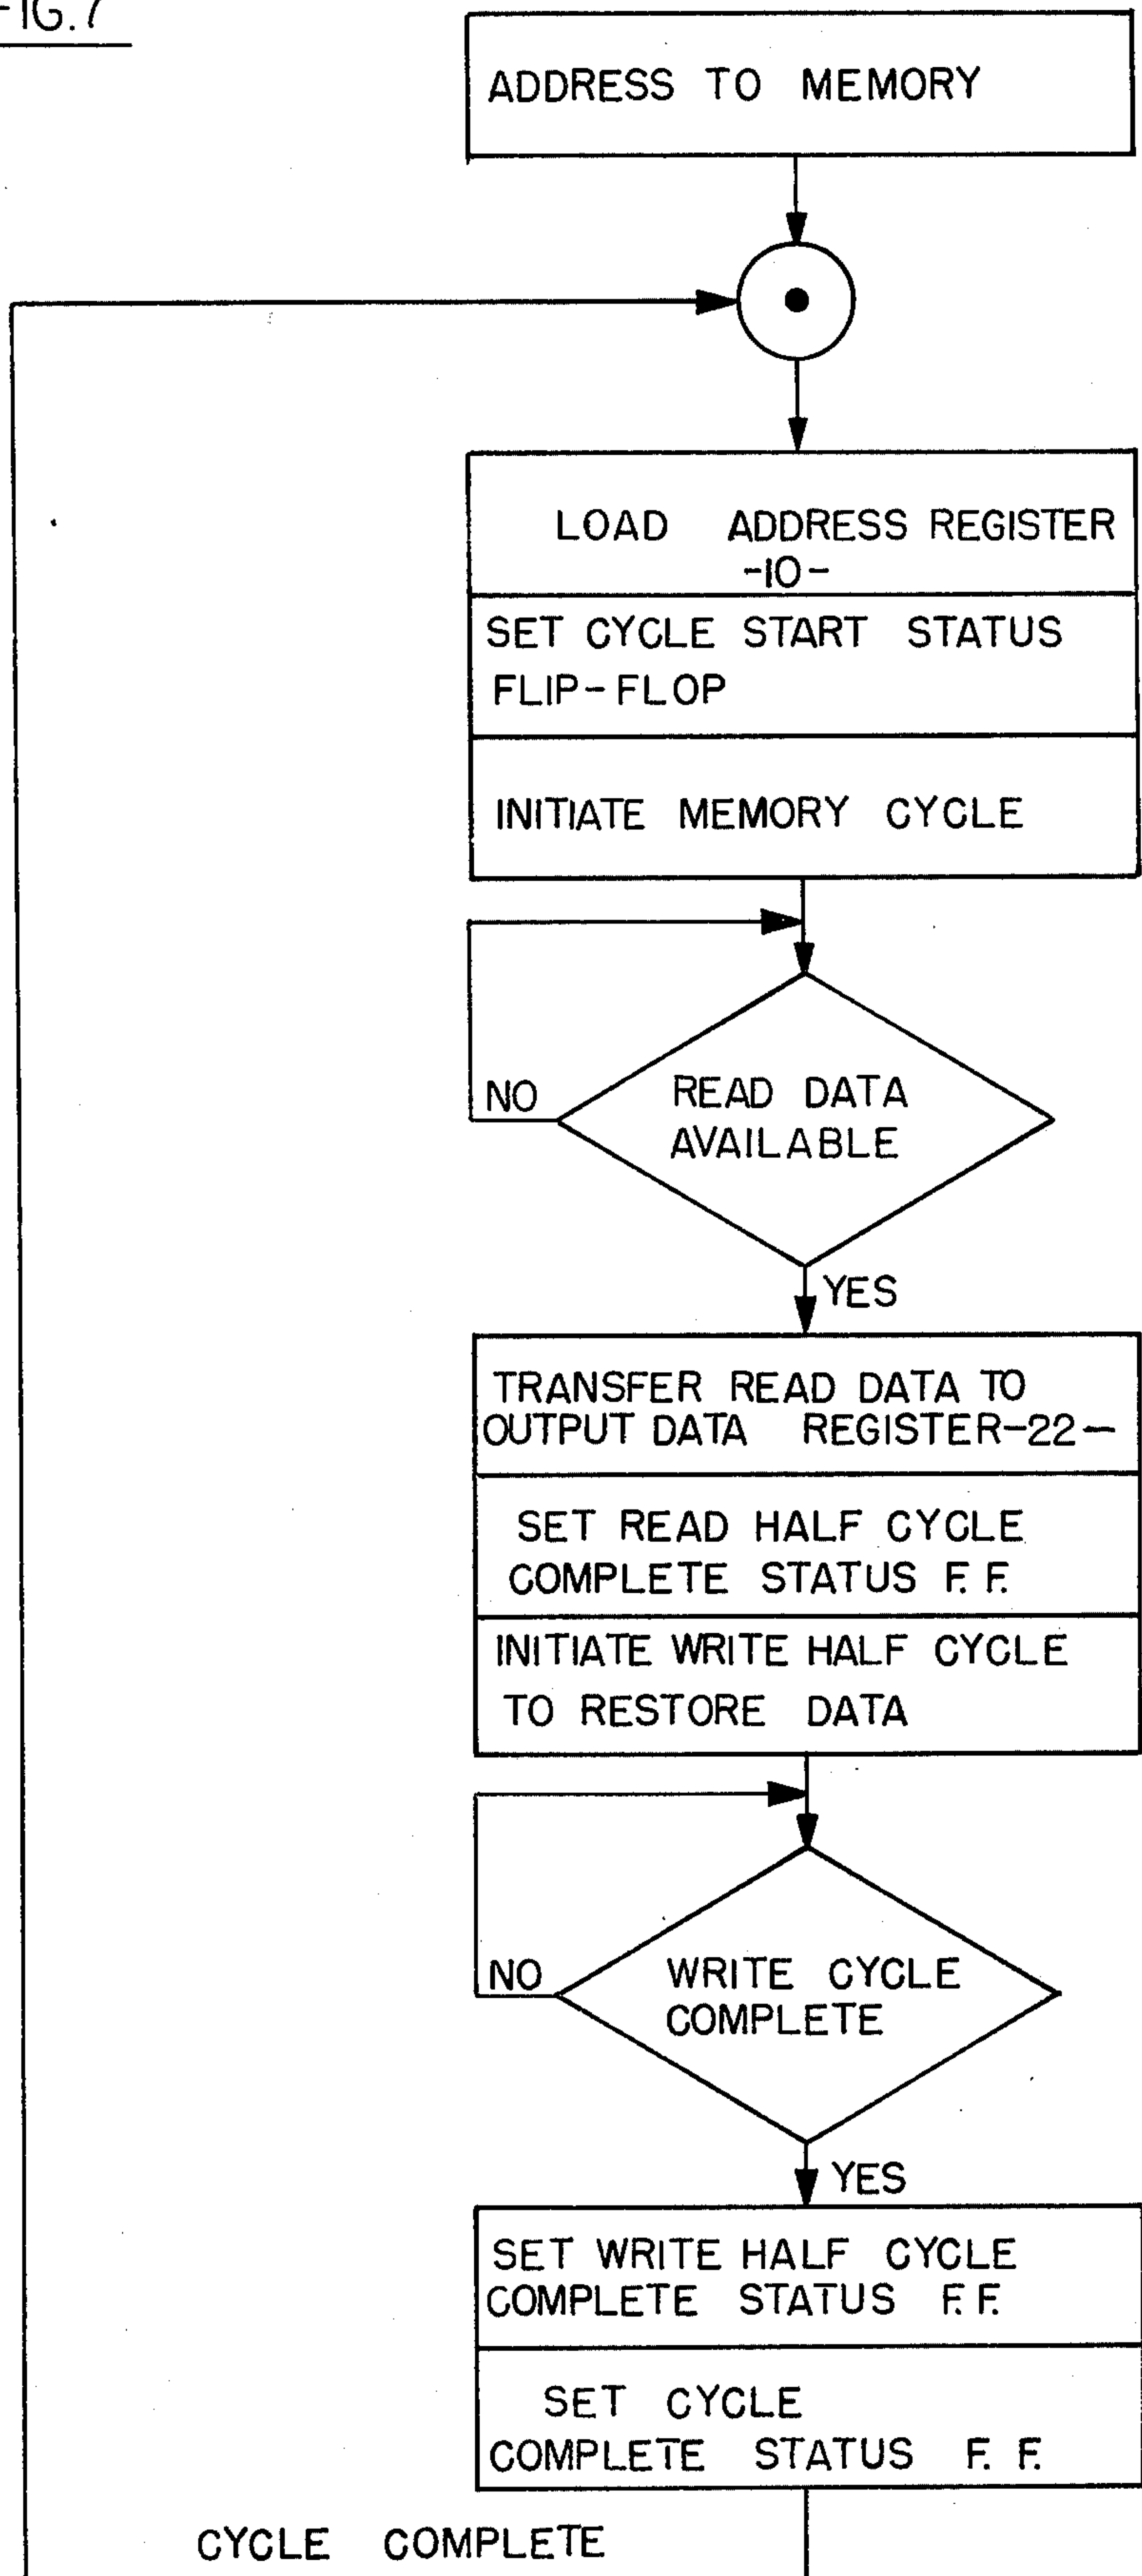 FIG.7
ADDRESS TO MEMORY
LOAD ADDRESS REGISTER
-10-
SET CYCLE START STATUS
FLIP-FLOP
INITIATE MEMORY CYCLE
NO
READ DATA
AVAILABLE
YES
TRANSFER READ DATA TO
OUTPUT DATA REGISTER-22-
SET READ HALF CYCLE
COMPLETE STATUS F.F.
INITIATE WRITE HALF CYCLE
TO RESTORE DATA
NO
WRITE CYCLE
COMPLETE
YES
SET WRITE HALF CYCLE
COMPLETE STATUS F.F.
SET CYCLE
COMPLETE STATUS F.F.
CYCLE COMPLETE